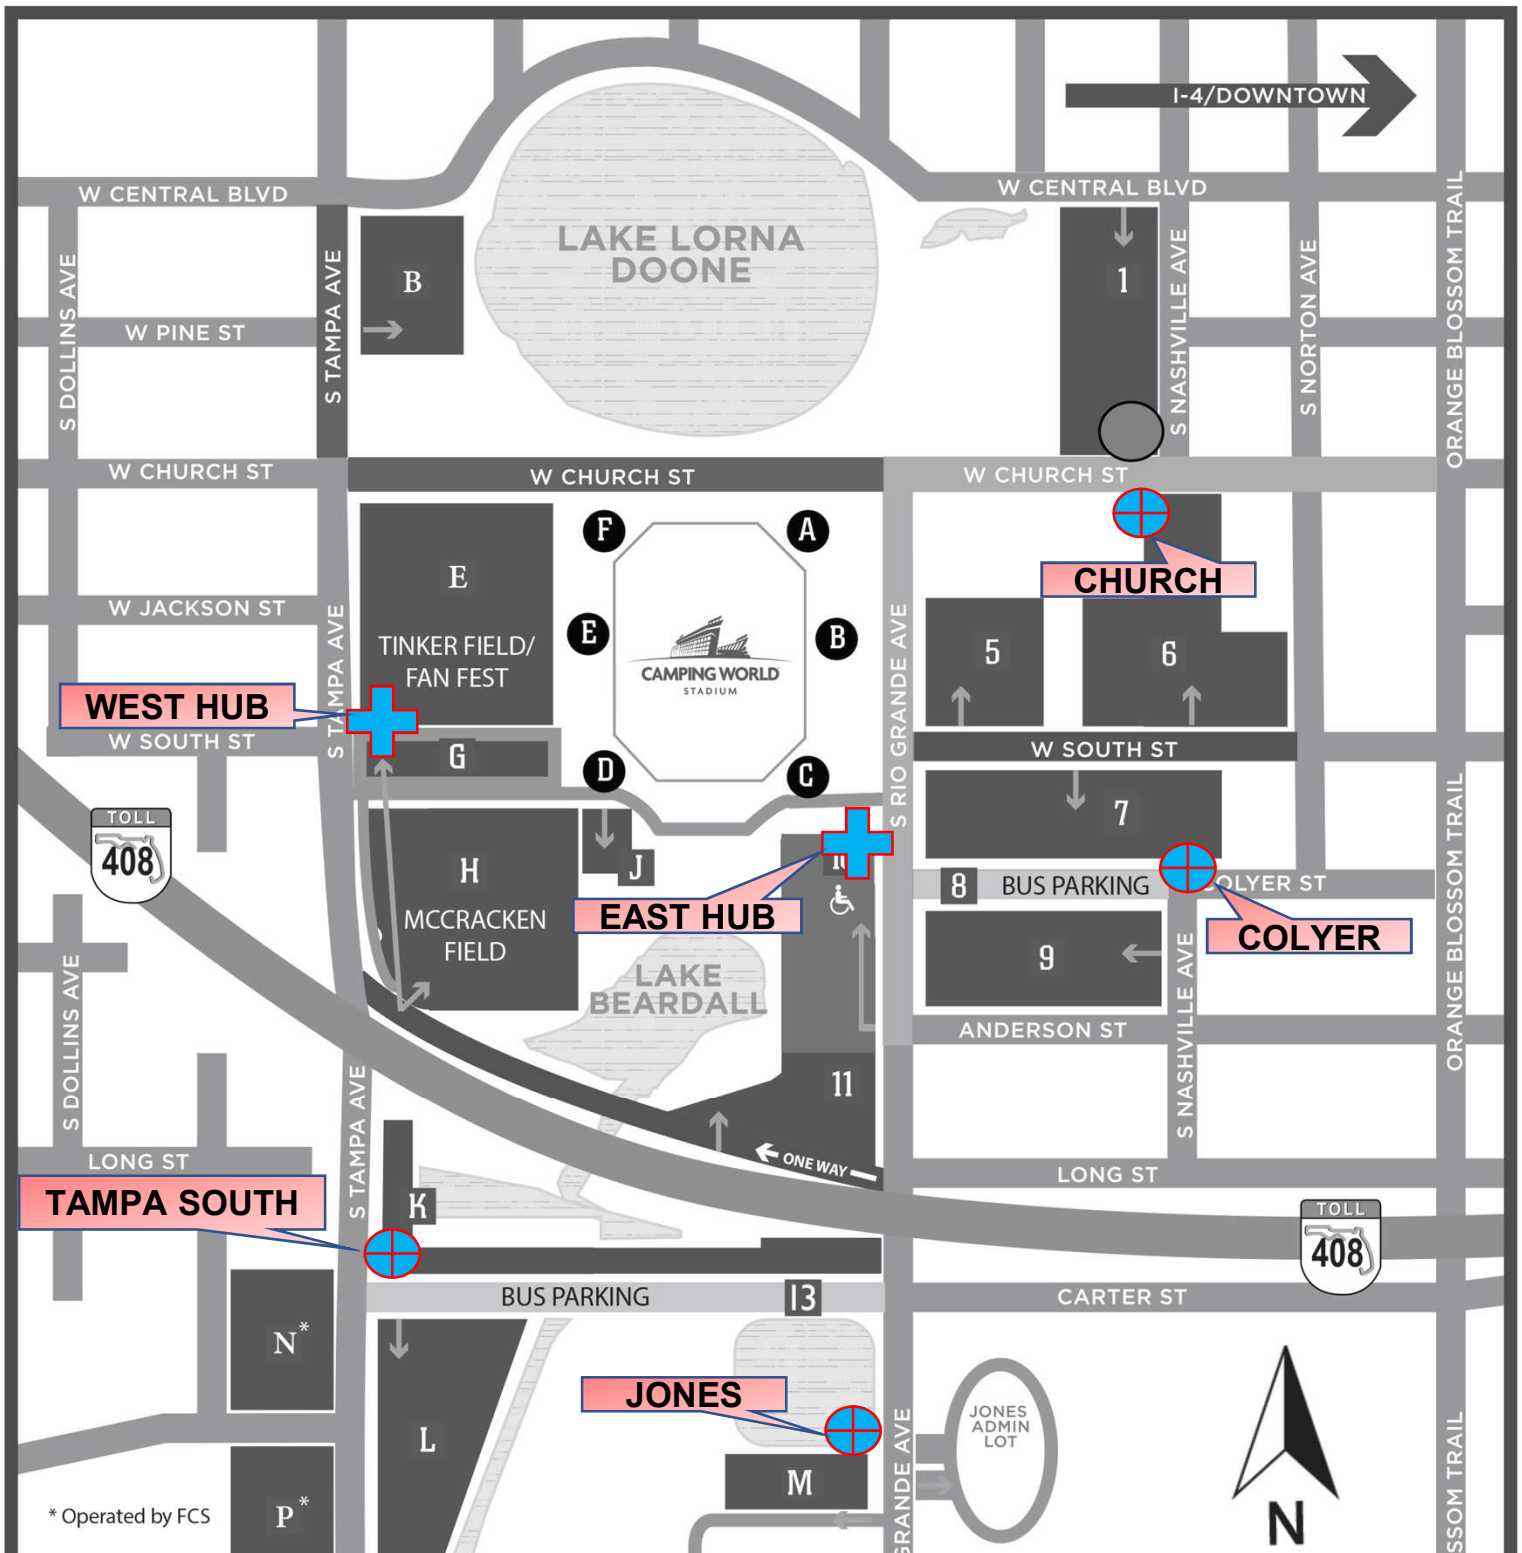 I-4/DOWNTOWN
W CENTRAL BLVD
W CENTRAL BLVD
ORANGE BLOSSOM TRAIL
S DOLLINS AVE
S TAMPA AVE
B
LAKE LORNA
DOONE
1
S NASHVILLE AVE
S NORTON AVE
W PINE ST
W CHURCH ST
W CHURCH ST
W CHURCH ST
F
A
E
E
B
D
C
TINKER FIELD/
FAN FEST
CAMPING WORLD
STADIUM
CHURCH
W JACKSON ST
S TAMPA AVE
S RIO GRANDE AVE
5
6
WEST HUB
W SOUTH ST
W SOUTH ST
G
7
ORANGE BLOSSOM TRAIL
TOLL
408
H
MCCRACKEN
FIELD
J
EAST HUB
8
BUS PARKING
OLYER ST
COLYER
9
LAKE
BEARDALL
S DOLLINS AVE
S NASHVILLE AVE
ANDERSON ST
11
S TAMPA AVE
ONE WAY
LONG ST
LONG ST
TAMPA SOUTH
K
TOLL
408
BUS PARKING
13
CARTER ST
N*
JONES
JONES
ADMIN
LOT
L
M
GRANDE AVE
SSOM TRAIL
* Operated by FCS
P*
N